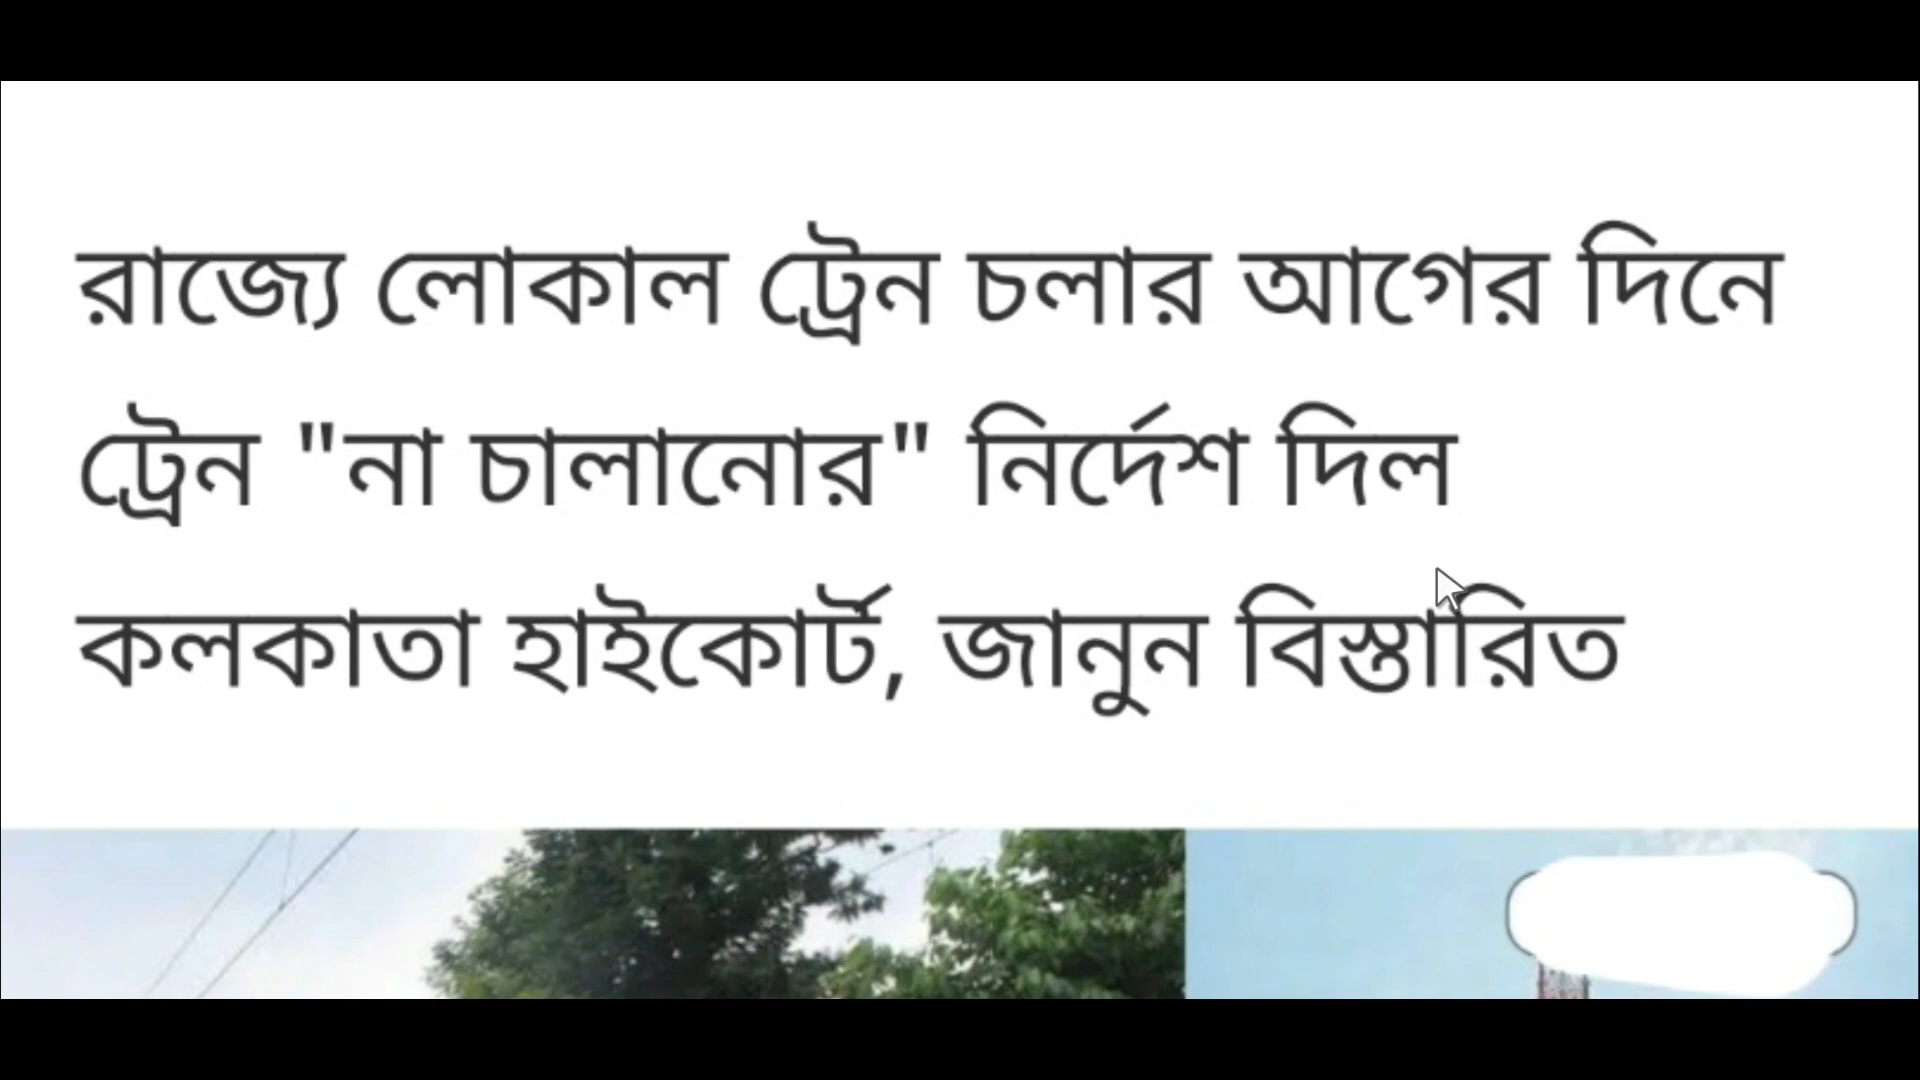 রাজ্যে লোকাল ট্রেন চলার আগের দিনে
ট্রেন "না চালানোর" নির্দেশ দিল
কলকাতা হাইকোর্ট, জানুন বিস্তারিত